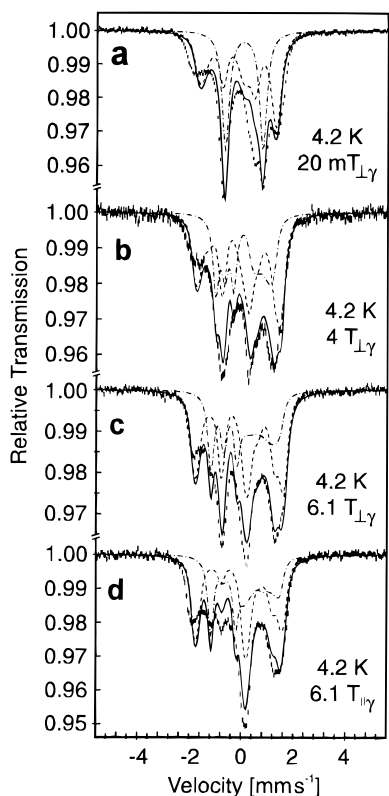 1.00
a
0.99
0.98
0.97
0.96
4.2 K
20 mT⊥γ
1.00
b
0.99
0.98
0.97
0.96
4.2 K
4 T⊥γ
Relative Transmission
1.00
c
0.99
0.98
0.97
4.2 K
6.1 T⊥γ
1.00
d
0.99
0.98
0.97
0.96
0.95
4.2 K
6.1 T||γ
-4 -2 0 2 4
Velocity [mms⁻¹]